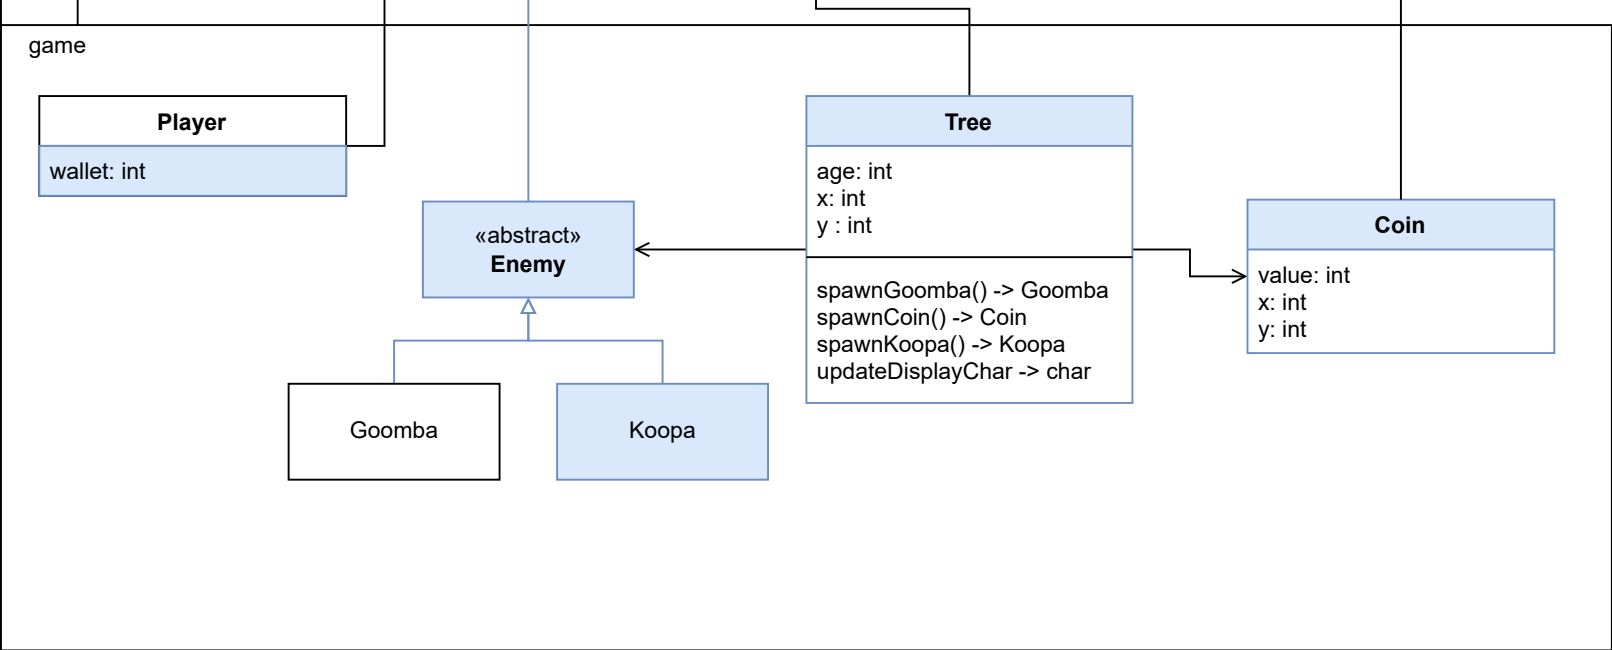 game
Player
wallet: int
«abstract»
Enemy
Goomba
Koopa
Tree
age: int
x: int
y : int
spawnGoomba() -> Goomba
spawnCoin() -> Coin
spawnKoopa() -> Koopa
updateDisplayChar -> char
Coin
value: int
x: int
y: int